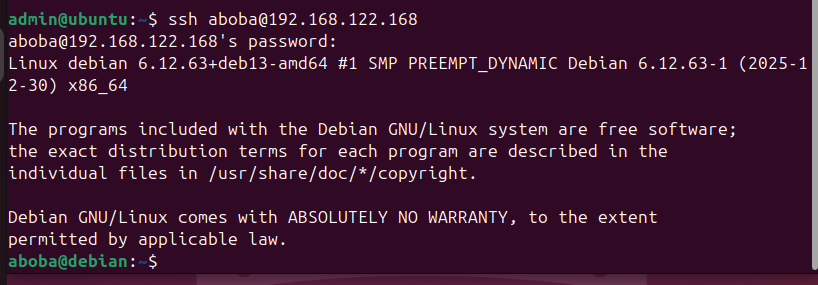 admin@ubuntu:~$ ssh aboba@192.168.122.168
aboba@192.168.122.168's password:
Linux debian 6.12.63+deb13-amd64 #1 SMP PREEMPT_DYNAMIC Debian 6.12.63-1 (2025-1
2-30) x86_64

The programs included with the Debian GNU/Linux system are free software;
the exact distribution terms for each program are described in the
individual files in /usr/share/doc/*/copyright.

Debian GNU/Linux comes with ABSOLUTELY NO WARRANTY, to the extent
permitted by applicable law.
aboba@debian:~$